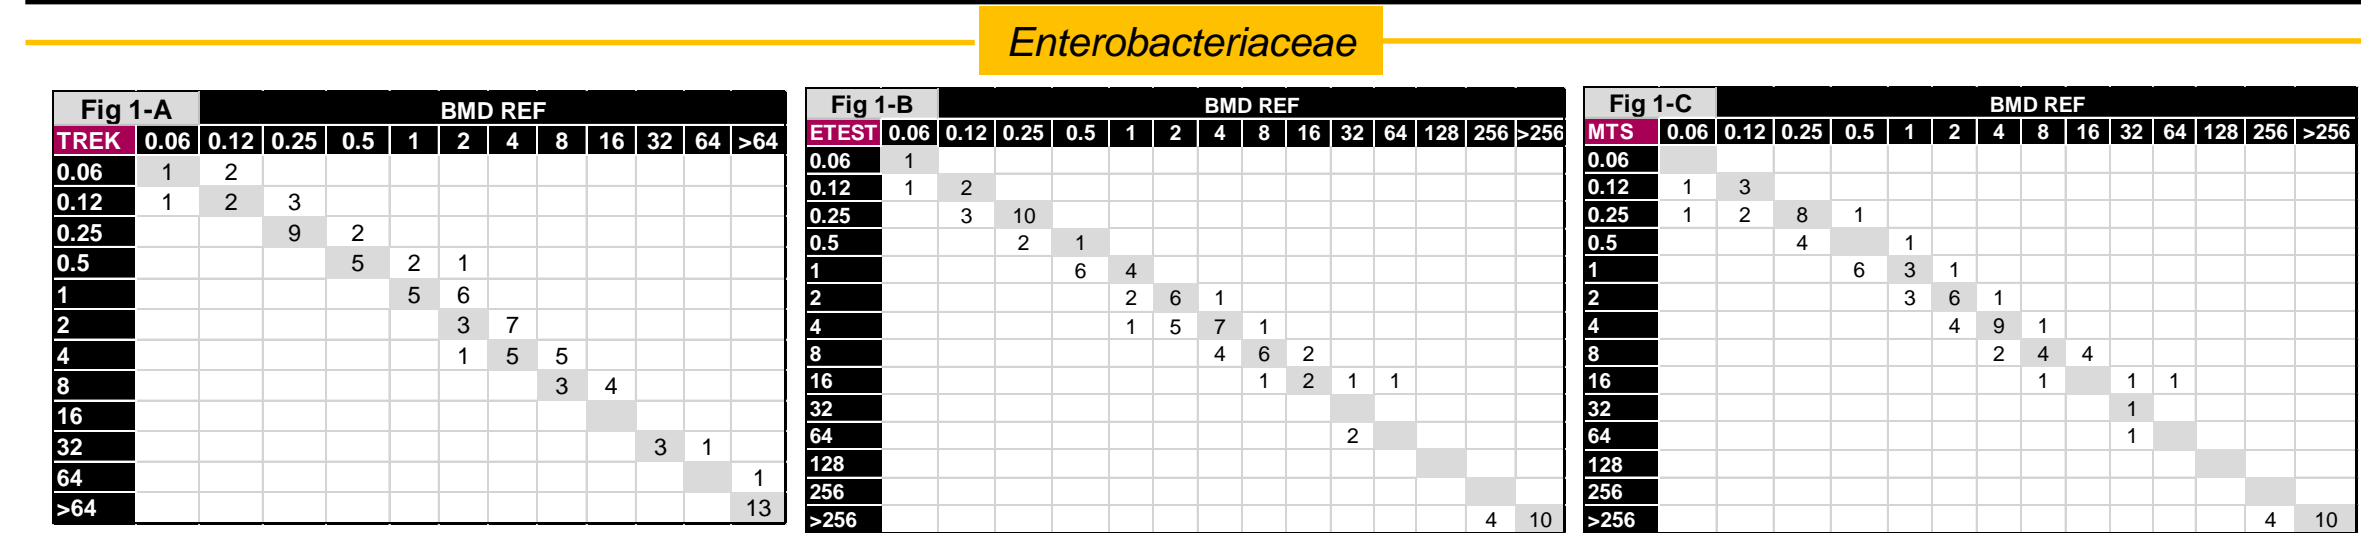 Enterobacteriaceae
Fig 1-A BMD REF
TREK 0.06 0.12 0.25 0.5 1 2 4 8 16 32 64 >64
0.06 1 2
0.12 1 2 3
0.25 9 2
0.5 5 2 1
1 5 6
2 3 7
4 1 5 5
8 3 4
16
32 3 1
64 1
>64 13
Fig 1-B BMD REF
ETEST 0.06 0.12 0.25 0.5 1 2 4 8 16 32 64 128 256 >256
0.06 1
0.12 1 2
0.25 3 10
0.5 2 1
1 6 4
2 2 6 1
4 1 5 7 1
8 4 6 2
16 1 2 1 1
32
64 2
128
256
>256 4 10
Fig 1-C BMD REF
MTS 0.06 0.12 0.25 0.5 1 2 4 8 16 32 64 128 256 >256
0.06
0.12 1 3
0.25 1 2 8 1
0.5 4 1
1 6 3 1
2 3 6 1
4 4 9 1
8 2 4 4
16 1 1 1
32 1
64 1
128
256
>256 4 10